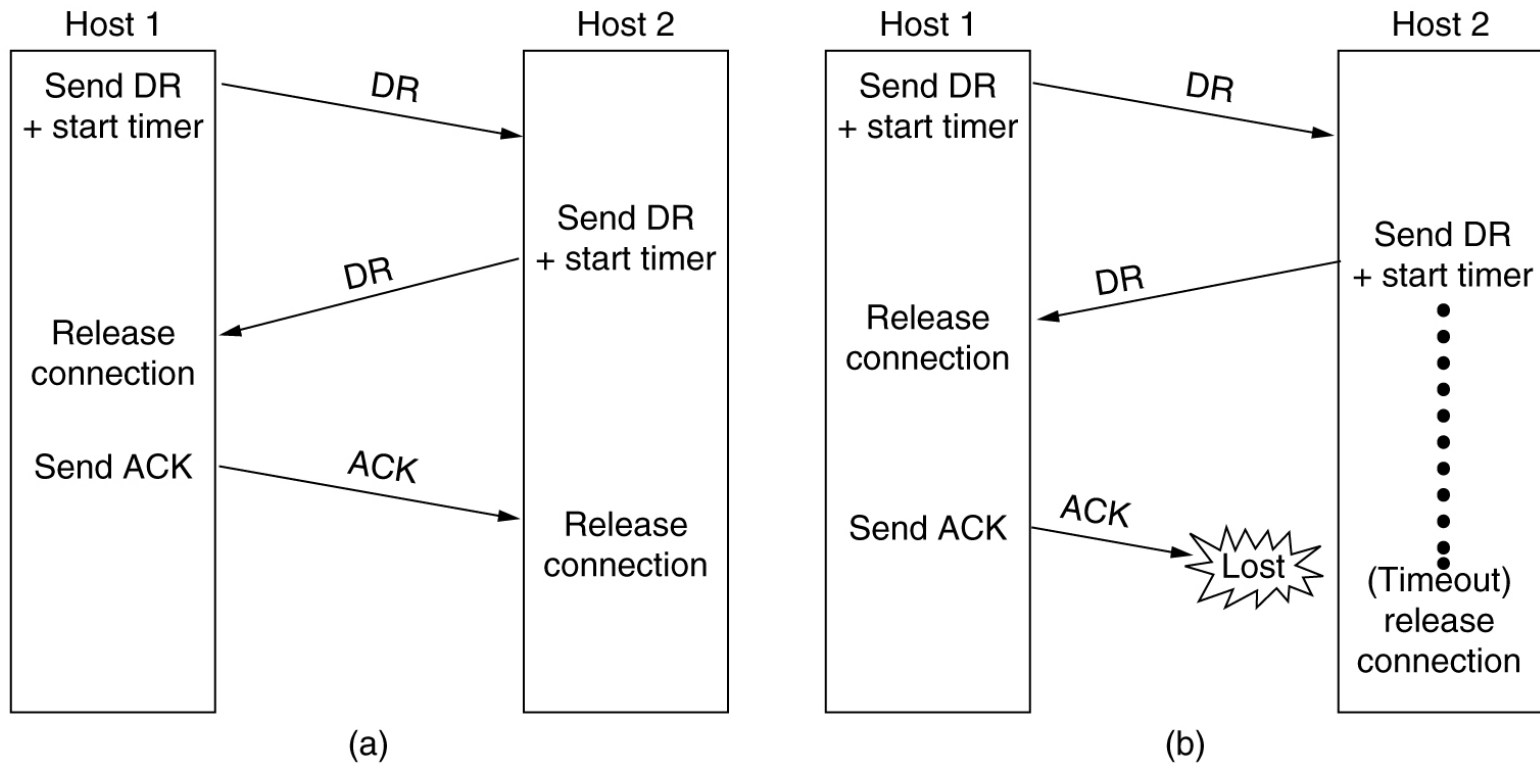 Host 1
Host 2
Send DR
+ start timer
DR
Send DR
+ start timer
DR
Release
connection
Send ACK
ACK
Release
connection
(a)
Host 1
Host 2
Send DR
+ start timer
DR
Send DR
+ start timer
DR
Release
connection
Send ACK
ACK
Lost
(Timeout)
release
connection
(b)